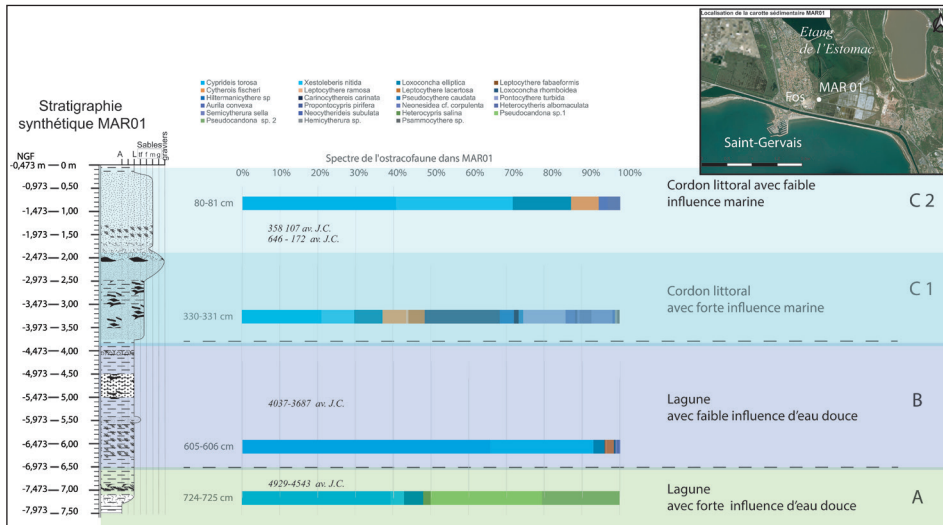 Localisation de la carotte sédimentaire MAR01
N
Etang
de l'Estomac
MAR 01
Fos
Saint-Gervais
Cyprideis torosa
Xestoleberis nitida
Loxoconcha elliptica
Leptocythere fabaeformis
Cytherois fischeri
Leptocythere ramosa
Leptocythere lacertosa
Loxoconcha rhomboidea
Hiltermanicythere sp
Carinocythereis carinata
Pseudocythere caudata
Pontocythere turbida
Aurila convexa
Propontocypris pirifera
Neonesidea cf. corpulenta
Heterocythereis albomaculata
Semicytherura sella
Neocytherideis subulata
Heterocypris salina
Pseudocandona sp.1
Pseudocandona sp. 2
Hemicytherura sp.
Psammocythere sp.
Stratigraphie
synthétique MAR01
Sables
graviers
NGF
A
L
tf f m g
Spectre de l'ostracofaune dans MAR01
0% 10% 20% 30% 40% 50% 60% 70% 80% 90% 100%
-0,473 m 0 m
-0,973 0,50
-1,473 1,00
-1,973 1,50
-2,473 2,00
-2,973 2,50
-3,473 3,00
-3,973 3,50
-4,473 4,00
-4,973 4,50
-5,473 5,00
-5,973 5,50
-6,473 6,00
-6,973 6,50
-7,473 7,00
-7,973 7,50
80-81 cm
358 107 av. J.C.
646 - 172 av. J.C.
Cordon littoral avec faible
influence marine
C 2
330-331 cm
Cordon littoral
avec forte influence marine
C 1
4037-3687 av. J.C.
605-606 cm
Lagune
avec faible influence d'eau douce
B
4929-4543 av. J.C.
724-725 cm
Lagune
avec forte influence d'eau douce
A